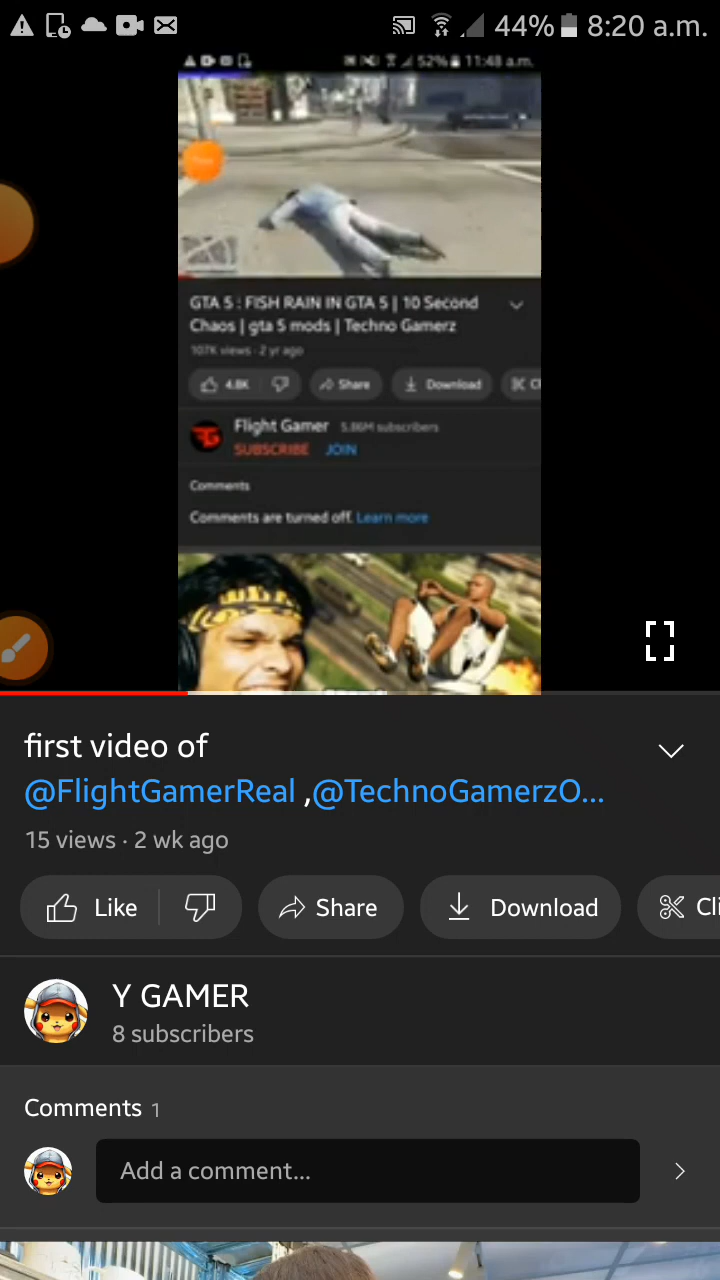 44% 8:20 a.m.
52% 11:48 a.m.
GTA 5 : FISH RAIN IN GTA 5 | 10 Second
Chaos | gta 5 mods | Techno Gamerz
107K views · 2 yr ago
4.8K Share Download Cl
Flight Gamer 5.86M subscribers
SUBSCRIBE JOIN
Comments
Comments are turned off. Learn more
first video of
@FlightGamerReal ,@TechnoGamerzO...
15 views · 2 wk ago
Like Share Download Cli
Y GAMER
8 subscribers
Comments 1
Add a comment...